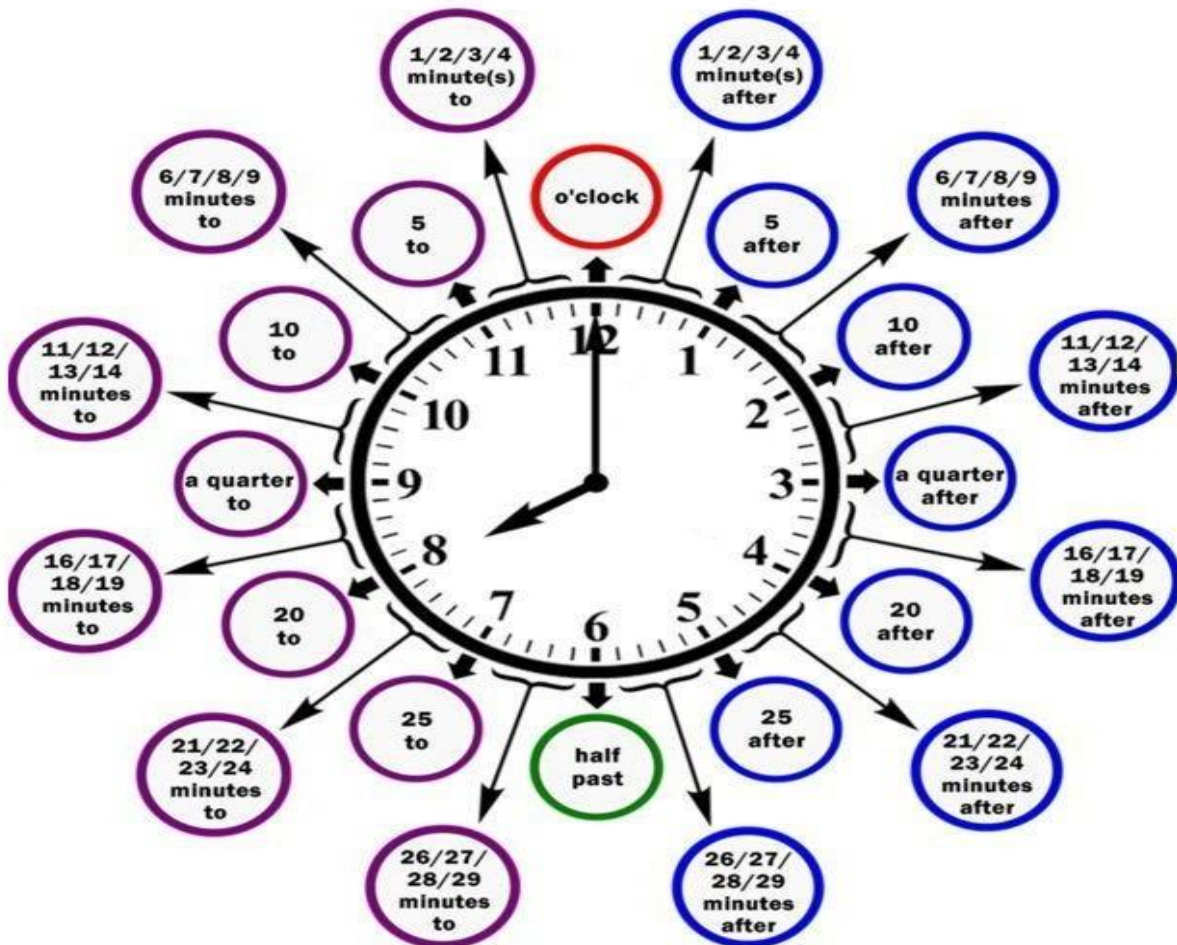 1/2/3/4
minute(s)
to
1/2/3/4
minute(s)
after
6/7/8/9
minutes
to
5
to
o'clock
5
after
6/7/8/9
minutes
after
10
to
10
after
11/12/
13/14
minutes
to
11/12/
13/14
minutes
after
12
11
1
10
2
a quarter
to
9
3
a quarter
after
8
4
7
5
6
16/17/
18/19
minutes
to
20
to
20
after
16/17/
18/19
minutes
after
25
to
25
after
21/22/
23/24
minutes
to
half
past
21/22/
23/24
minutes
after
26/27/
28/29
minutes
to
26/27/
28/29
minutes
after